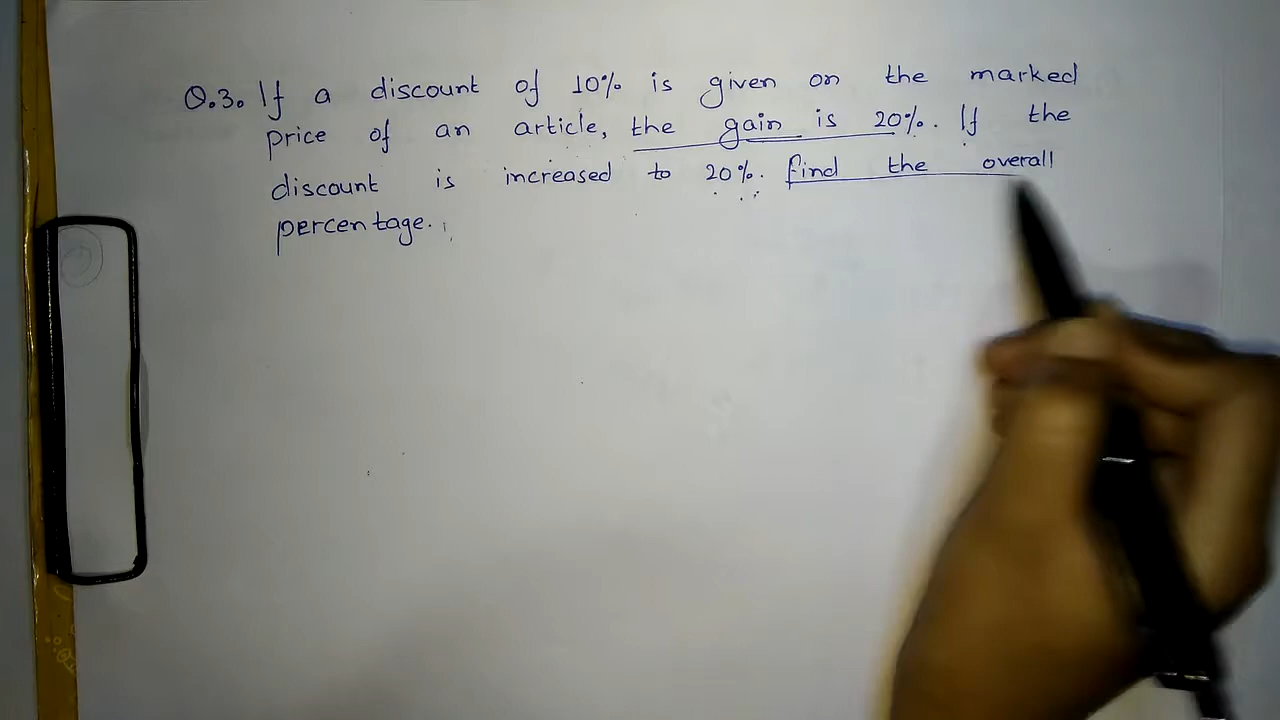 Q.3. If a discount of 10% is given on the marked
price of an article, the gain is 20%. If the
discount is increased to 20%. find the overall
percentage.